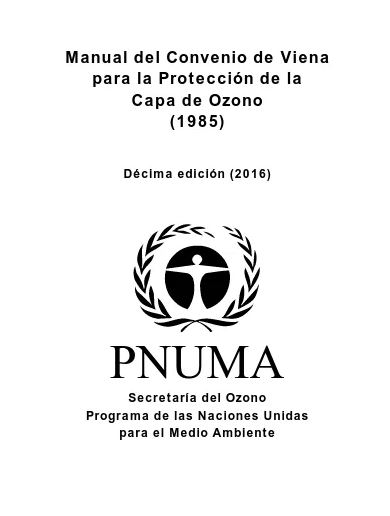 Manual del Convenio de Viena
para la Protección de la
Capa de Ozono
(1985)
Décima edición (2016)
PNUMA
Secretaría del Ozono
Programa de las Naciones Unidas
para el Medio Ambiente